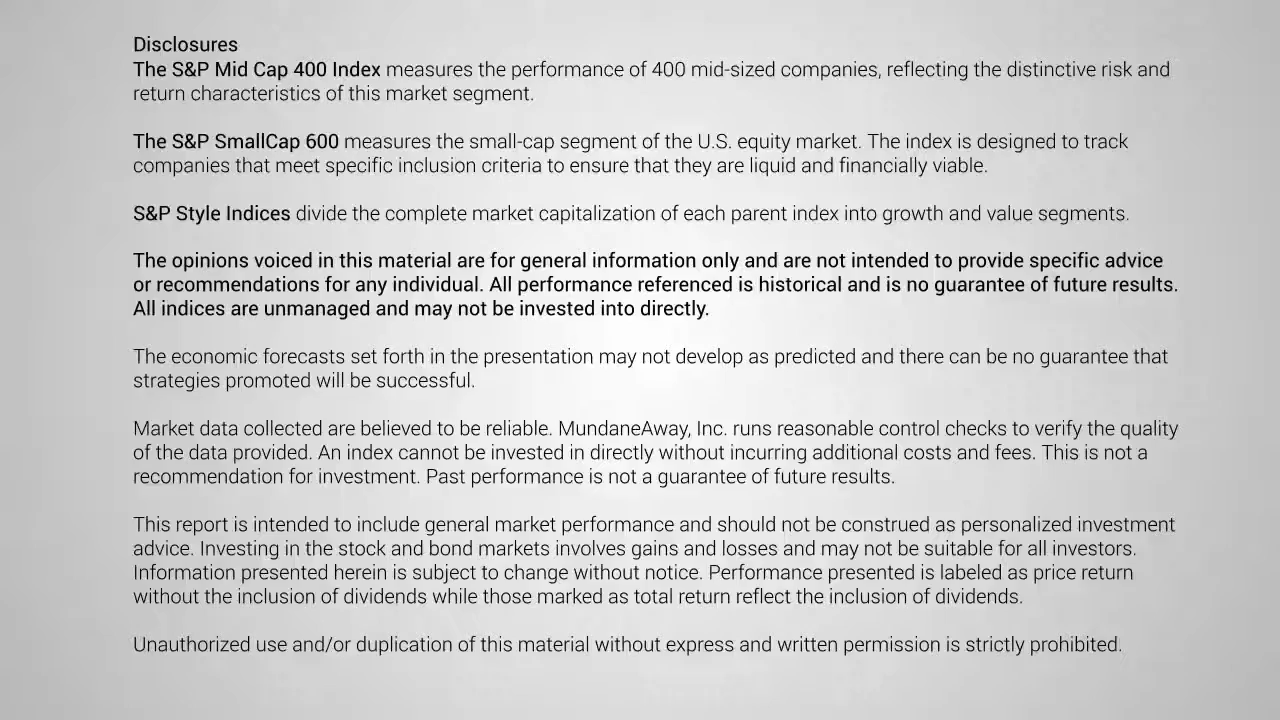 Disclosures
The S&P Mid Cap 400 Index measures the performance of 400 mid-sized companies, reflecting the distinctive risk and
return characteristics of this market segment.
The S&P SmallCap 600 measures the small-cap segment of the U.S. equity market. The index is designed to track
companies that meet specific inclusion criteria to ensure that they are liquid and financially viable.
S&P Style Indices divide the complete market capitalization of each parent index into growth and value segments.
The opinions voiced in this material are for general information only and are not intended to provide specific advice
or recommendations for any individual. All performance referenced is historical and is no guarantee of future results.
All indices are unmanaged and may not be invested into directly.
The economic forecasts set forth in the presentation may not develop as predicted and there can be no guarantee that
strategies promoted will be successful.
Market data collected are believed to be reliable. MundaneAway, Inc. runs reasonable control checks to verify the quality
of the data provided. An index cannot be invested in directly without incurring additional costs and fees. This is not a
recommendation for investment. Past performance is not a guarantee of future results.
This report is intended to include general market performance and should not be construed as personalized investment
advice. Investing in the stock and bond markets involves gains and losses and may not be suitable for all investors.
Information presented herein is subject to change without notice. Performance presented is labeled as price return
without the inclusion of dividends while those marked as total return reflect the inclusion of dividends.
Unauthorized use and/or duplication of this material without express and written permission is strictly prohibited.